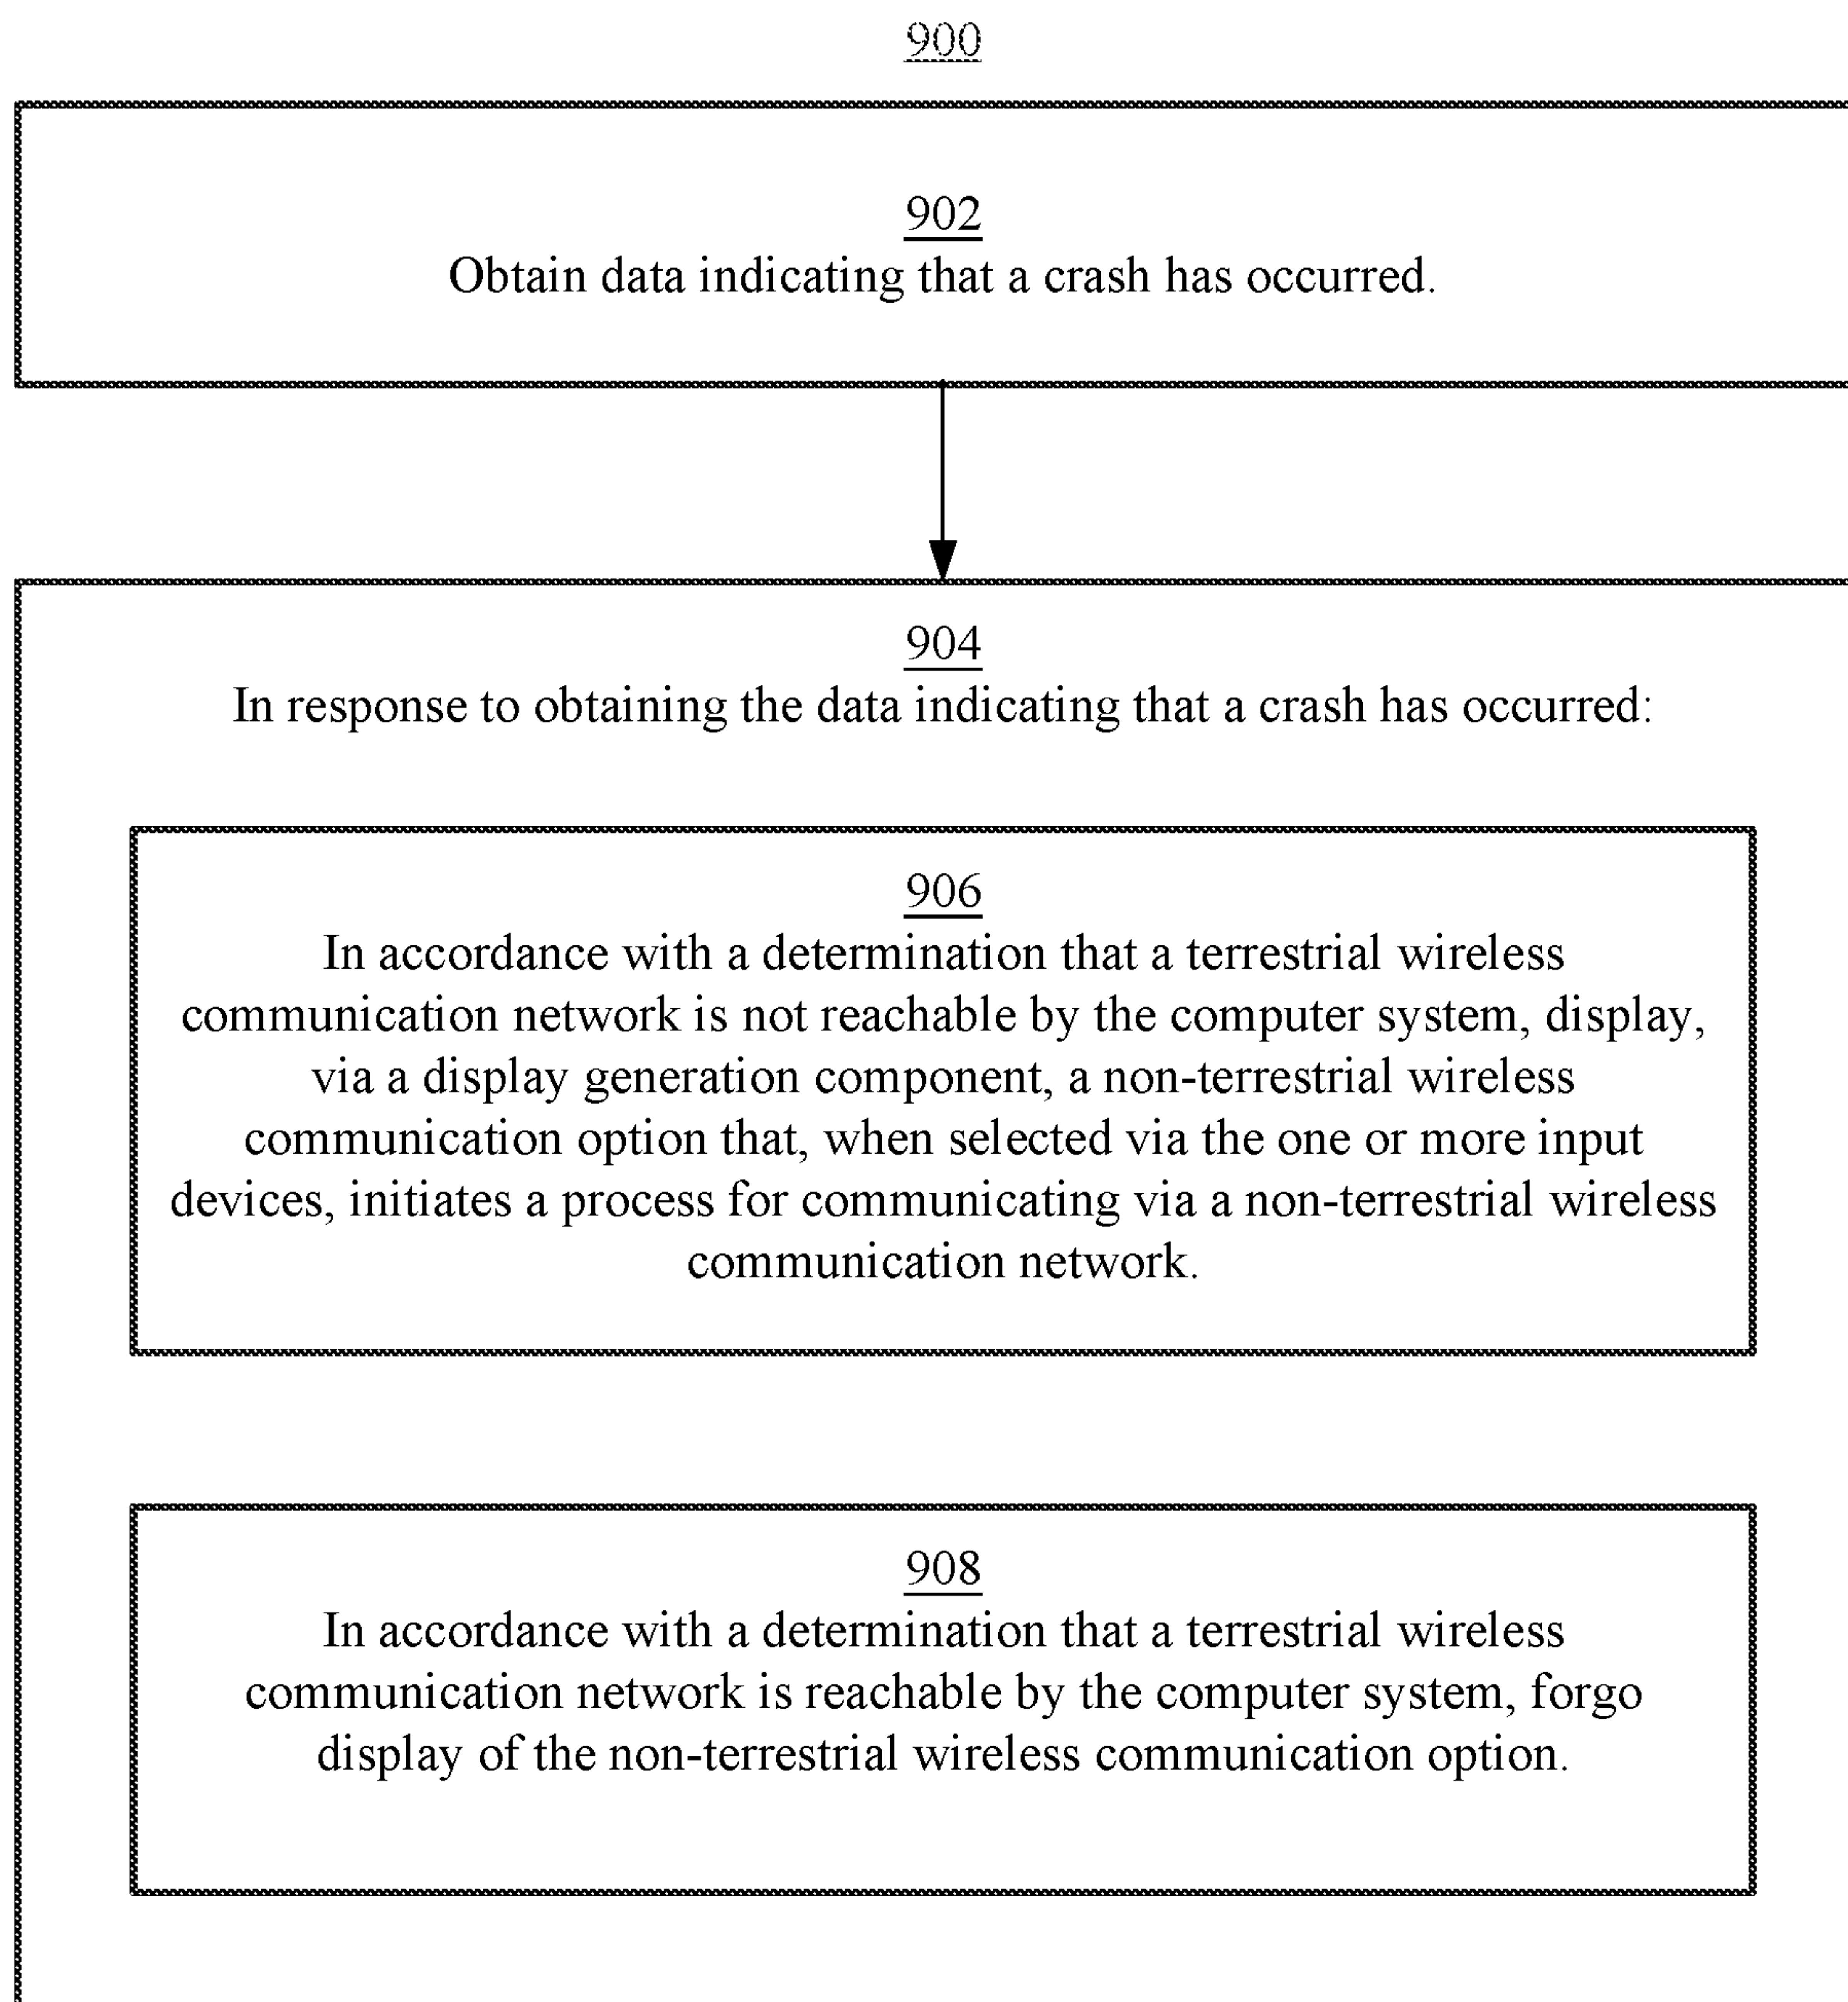 900
902
Obtain data indicating that a crash has occurred.
904
In response to obtaining the data indicating that a crash has occurred:
906
In accordance with a determination that a terrestrial wireless
communication network is not reachable by the computer system, display,
via a display generation component, a non-terrestrial wireless
communication option that, when selected via the one or more input
devices, initiates a process for communicating via a non-terrestrial wireless
communication network.
908
In accordance with a determination that a terrestrial wireless
communication network is reachable by the computer system, forgo
display of the non-terrestrial wireless communication option.